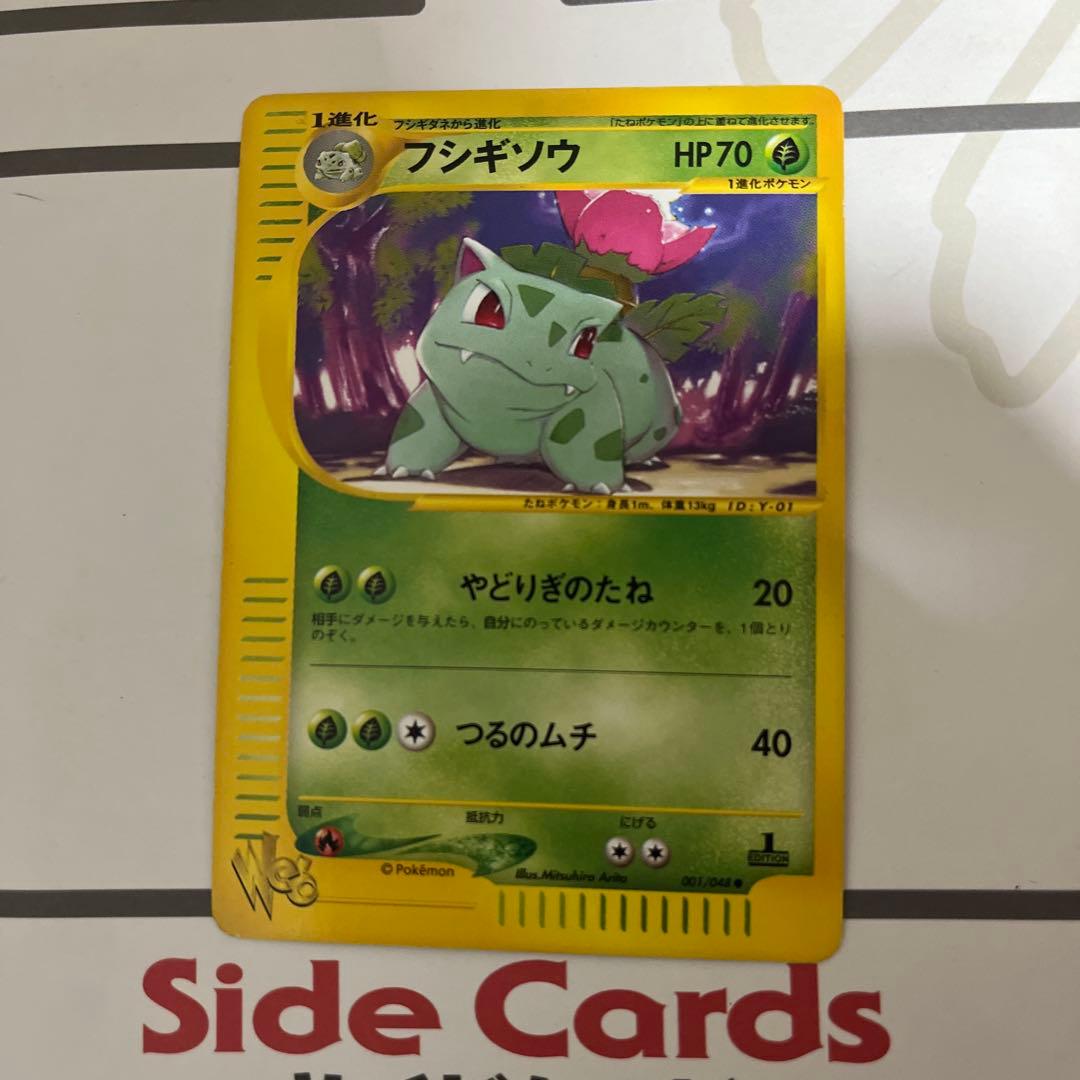 1進化
フシギダネから進化
「たねポケモン」の上に重ねて進化させます。
フシギソウ
HP70
1進化ポケモン
たねポケモン:身長1m、体重13kg ID:Y-01
やどりぎのたね 20
相手にダメージを与えたら、自分にのっているダメージカウンターを、1個とり
のぞく。
つるのムチ 40
弱点
抵抗力
にげる
1
EDITION
Web
© Pokémon
Illus. Mitsuhiro Arita
001/048 ●
Side Cards